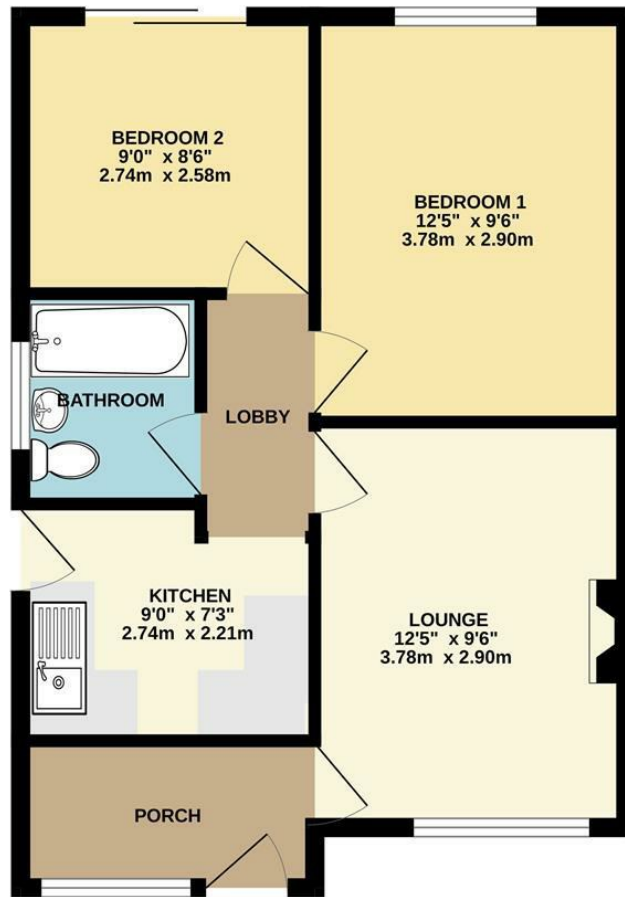 BEDROOM 2
9'0" x 8'6"
2.74m x 2.58m
BEDROOM 1
12'5" x 9'6"
3.78m x 2.90m
BATHROOM
LOBBY
KITCHEN
9'0" x 7'3"
2.74m x 2.21m
LOUNGE
12'5" x 9'6"
3.78m x 2.90m
PORCH